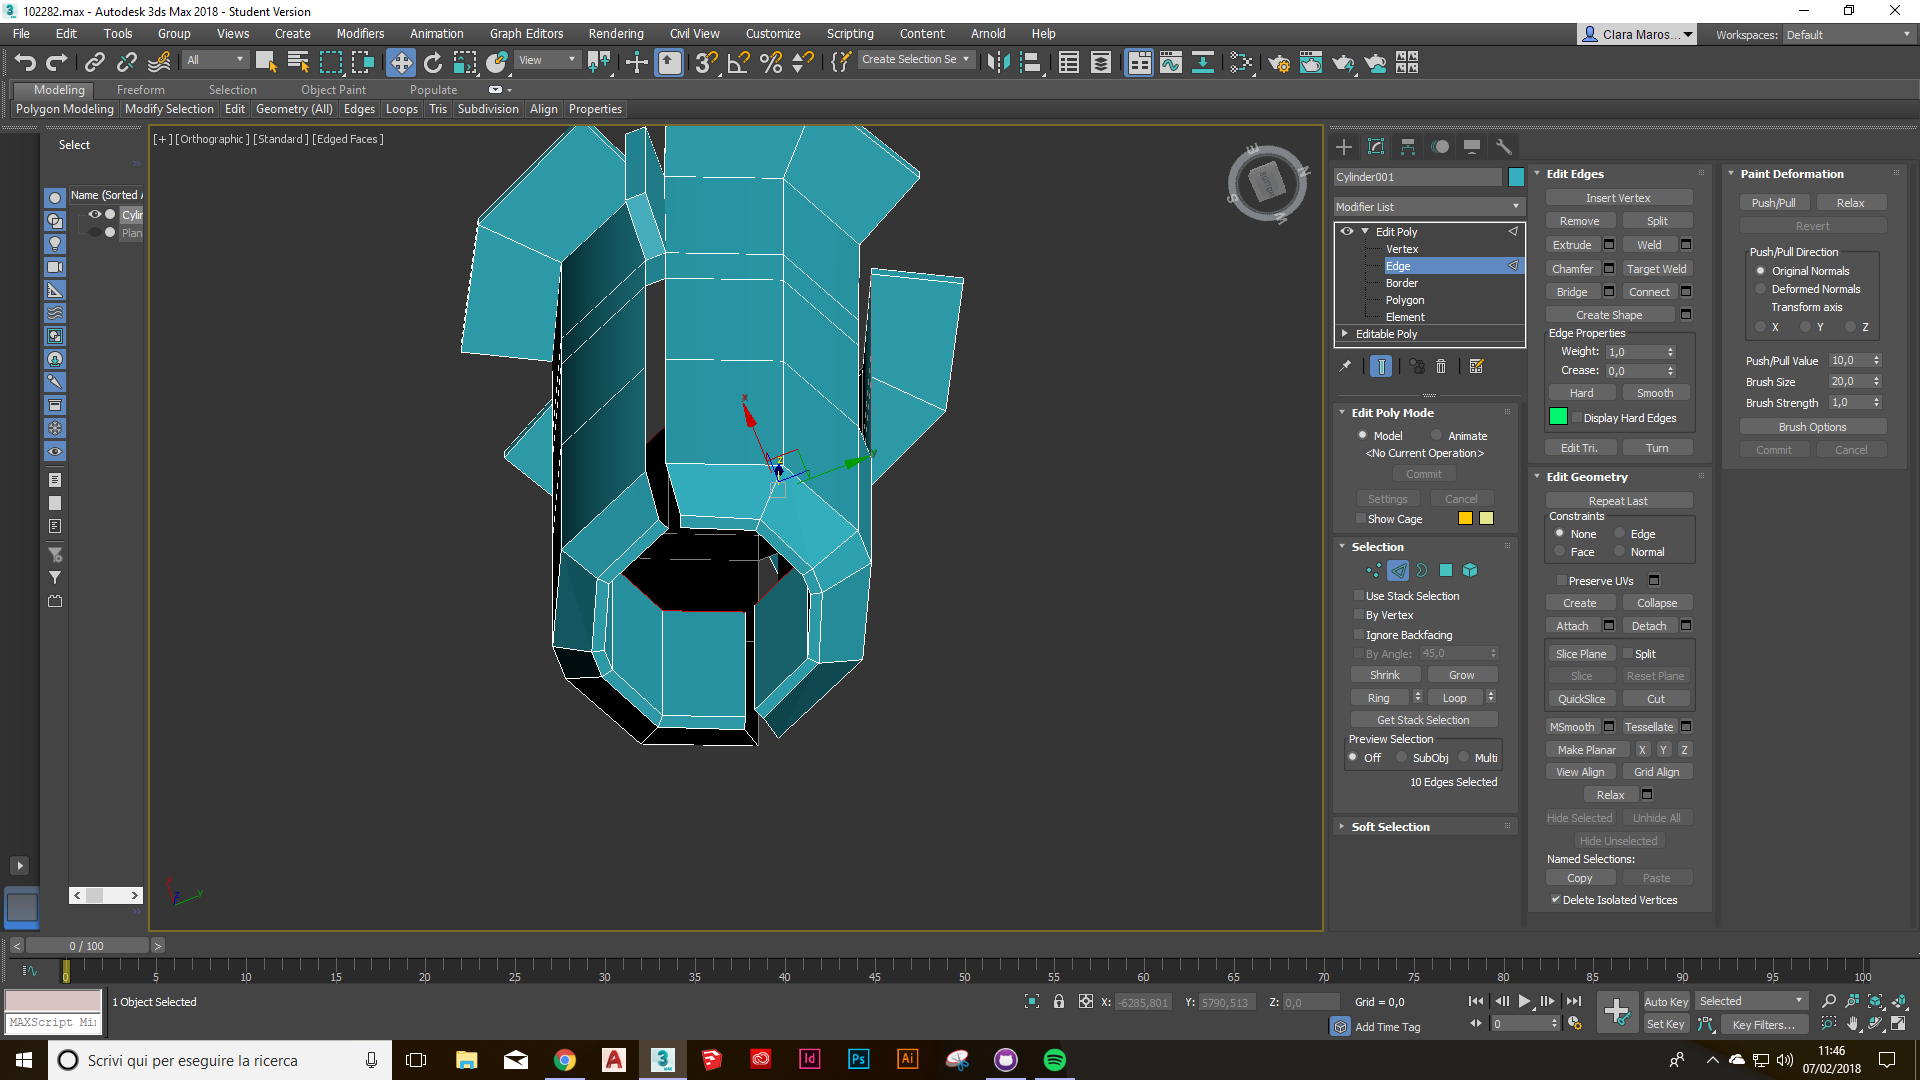 102282.max - Autodesk 3ds Max 2018 - Student Version
File Edit Tools Group Views Create Modifiers Animation Graph Editors Rendering Civil View Customize Scripting Content Arnold Help
Clara Maros... Workspaces: Default
All View Create Selection Se
Modeling Freeform Selection Object Paint Populate
Polygon Modeling Modify Selection Edit Geometry (All) Edges Loops Tris Subdivision Align Properties
Select
Name (Sorted A
Cylin
Plan
[+] [Orthographic] [Standard] [Edged Faces]
E N S W
BOTTOM
x
y
z
Cylinder001
Modifier List
Edit Poly
Vertex
Edge
Border
Polygon
Element
Editable Poly
Edit Poly Mode
Model Animate
<No Current Operation>
Commit
Settings Cancel
Show Cage
Selection
Use Stack Selection
By Vertex
Ignore Backfacing
By Angle: 45,0
Shrink Grow
Ring Loop
Get Stack Selection
Preview Selection
Off SubObj Multi
10 Edges Selected
Soft Selection
Edit Edges
Insert Vertex
Remove Split
Extrude Weld
Chamfer Target Weld
Bridge Connect
Create Shape
Edge Properties
Weight: 1,0
Crease: 0,0
Hard Smooth
Display Hard Edges
Edit Tri. Turn
Edit Geometry
Repeat Last
Constraints
None Edge
Face Normal
Preserve UVs
Create Collapse
Attach Detach
Slice Plane Split
Slice Reset Plane
QuickSlice Cut
MSmooth Tessellate
Make Planar X Y Z
View Align Grid Align
Relax
Hide Selected Unhide All
Hide Unselected
Named Selections:
Copy Paste
Delete Isolated Vertices
Paint Deformation
Push/Pull Relax
Revert
Push/Pull Direction
Original Normals
Deformed Normals
Transform axis
X Y Z
Push/Pull Value 10,0
Brush Size 20,0
Brush Strength 1,0
Brush Options
Commit Cancel
0 / 100
0 5 10 15 20 25 30 35 40 45 50 55 60 65 70 75 80 85 90 95 100
1 Object Selected
X: -6285,801 Y: 5790,513 Z: 0,0 Grid = 0,0
Auto Key Selected
MAXScript Mi
Add Time Tag
0
Set Key Key Filters...
Scrivi qui per eseguire la ricerca
11:46
07/02/2018